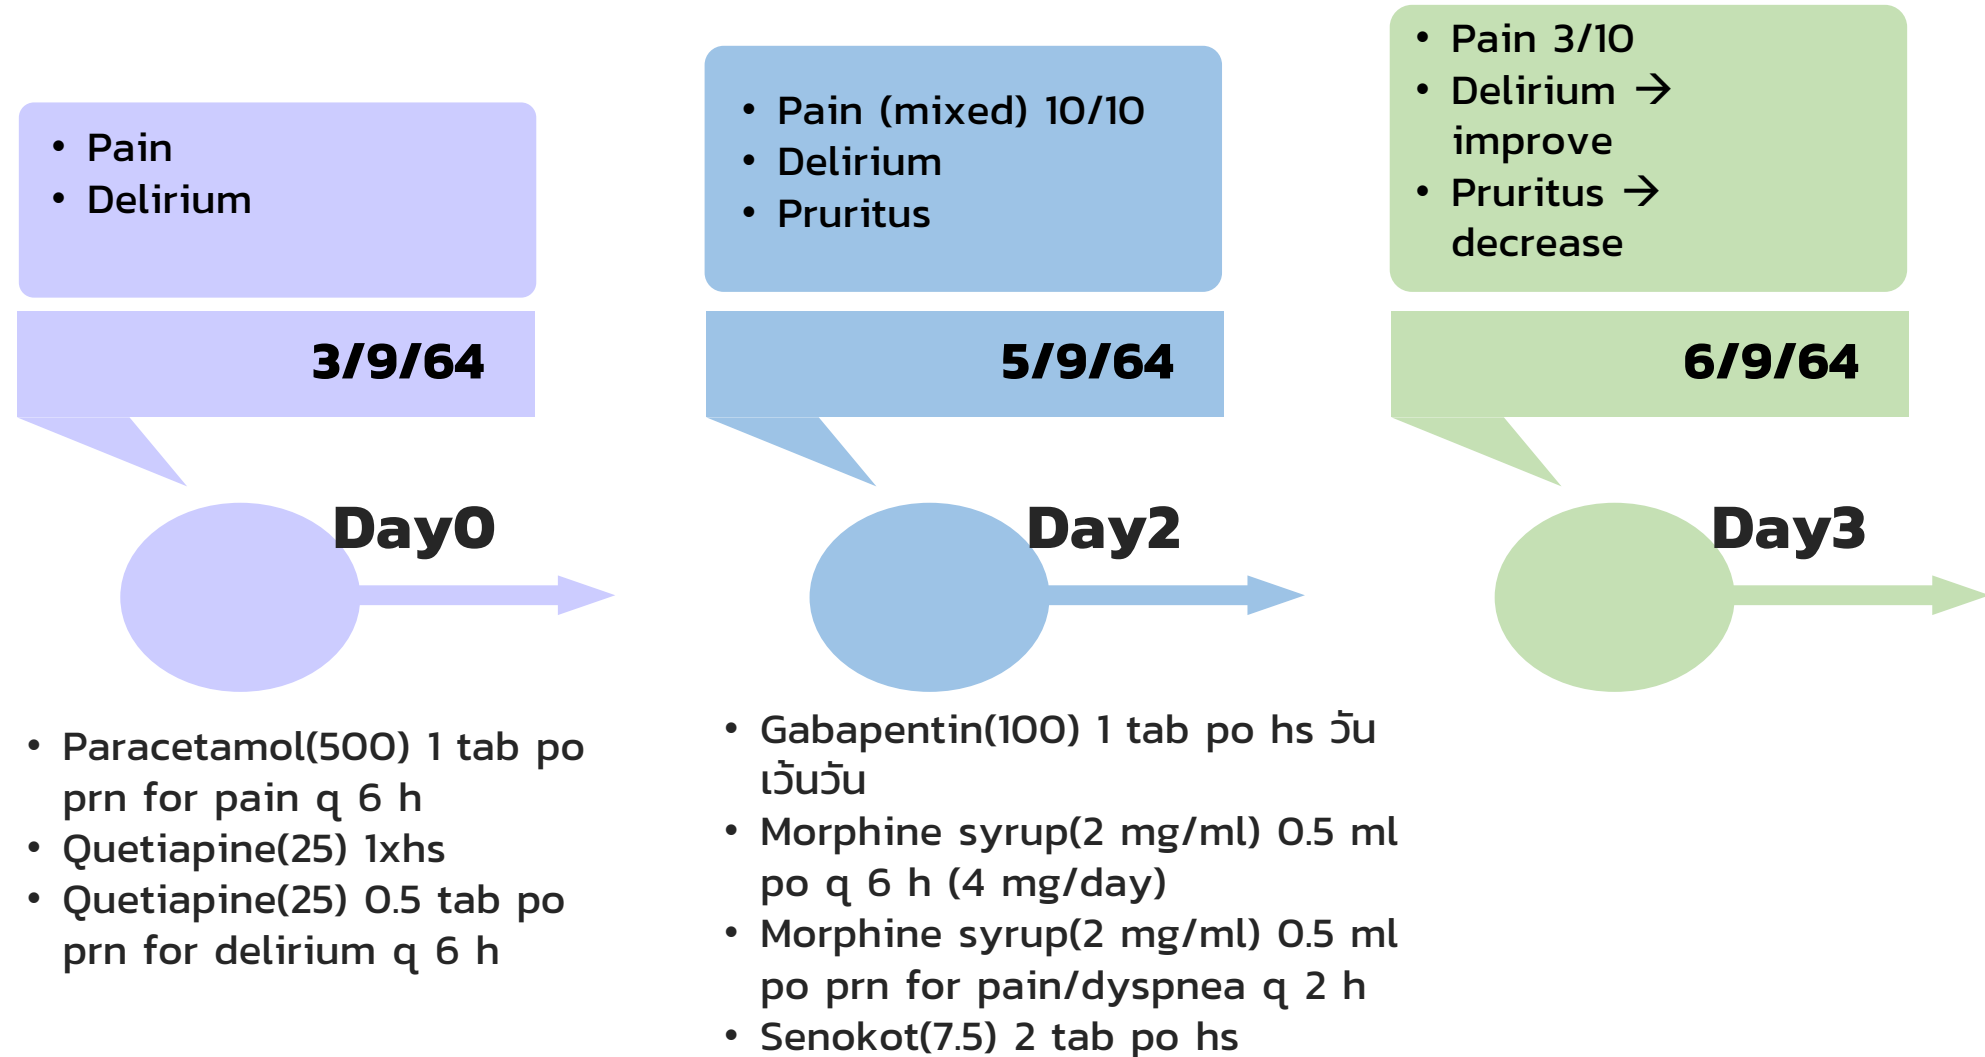 • Pain
• Delirium
3/9/64
Day0
• Paracetamol(500) 1 tab po
prn for pain q 6 h
• Quetiapine(25) 1xhs
• Quetiapine(25) 0.5 tab po
prn for delirium q 6 h
• Pain (mixed) 10/10
• Delirium
• Pruritus
5/9/64
Day2
• Gabapentin(100) 1 tab po hs วัน
เว้นวัน
• Morphine syrup(2 mg/ml) 0.5 ml
po q 6 h (4 mg/day)
• Morphine syrup(2 mg/ml) 0.5 ml
po prn for pain/dyspnea q 2 h
• Senokot(7.5) 2 tab po hs
• Pain 3/10
• Delirium →
improve
• Pruritus →
decrease
6/9/64
Day3